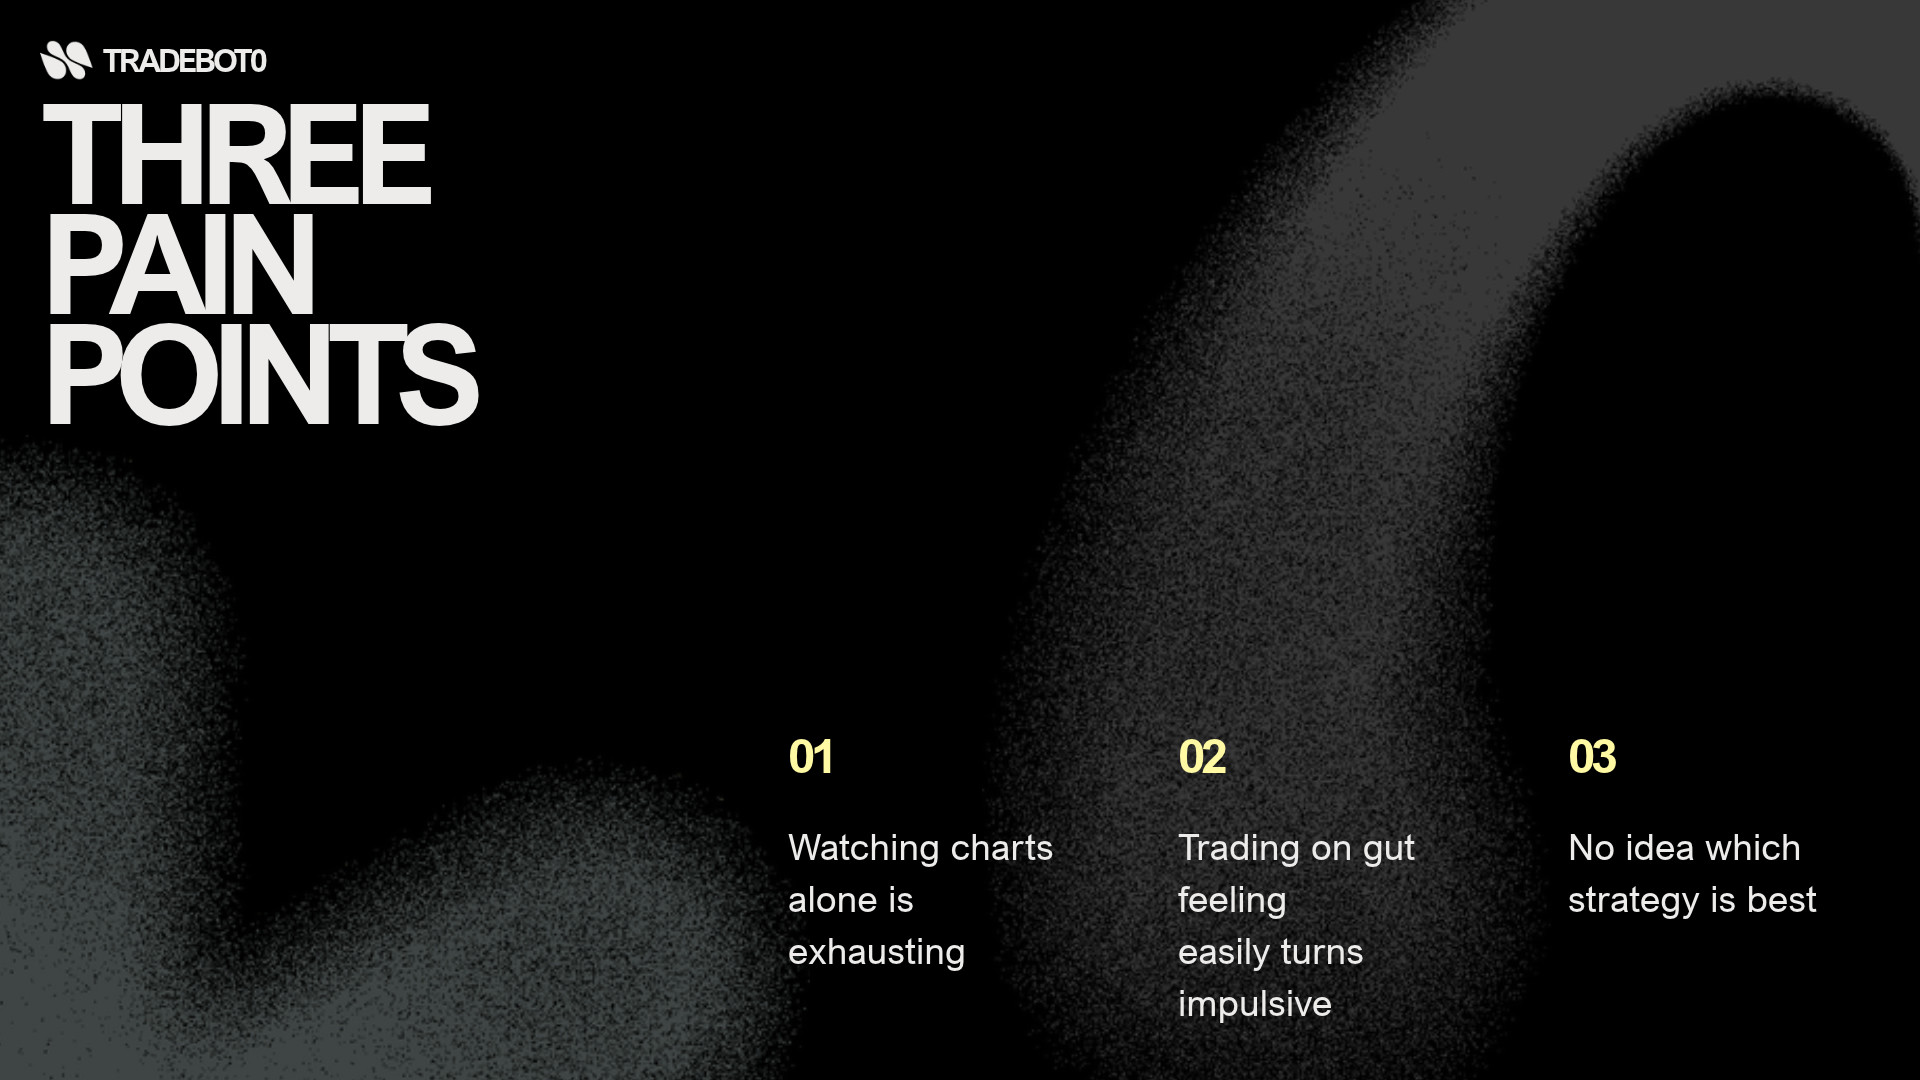 TRADEBOT0
THREE
PAIN
POINTS
01
Watching charts
alone is
exhausting
02
Trading on gut
feeling
easily turns
impulsive
03
No idea which
strategy is best